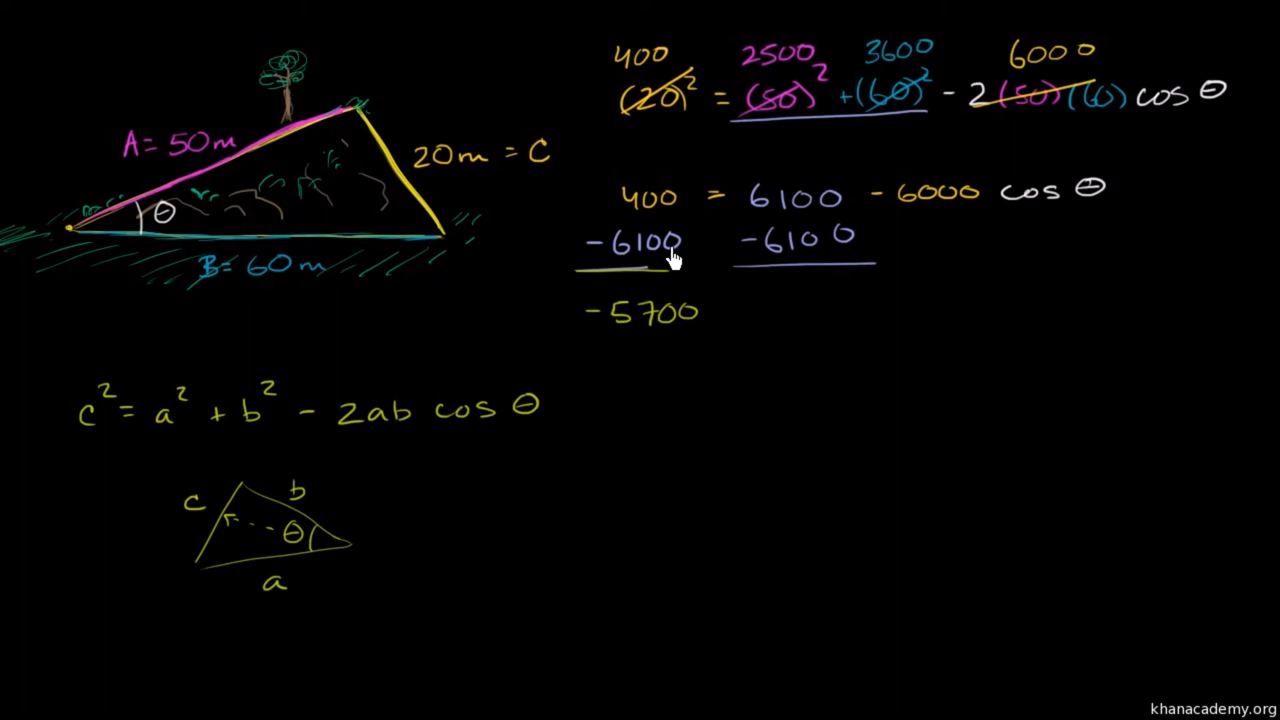 400 2500 3600 6000
(20)² = (50)² + (60)² - 2(50)(60) cos θ
A = 50m
20m = C
θ
B = 60m
400 = 6100 - 6000 cos θ
-6100 -6100
-5700
c² = a² + b² - 2ab cos θ
c b
θ
a
khanacademy.org